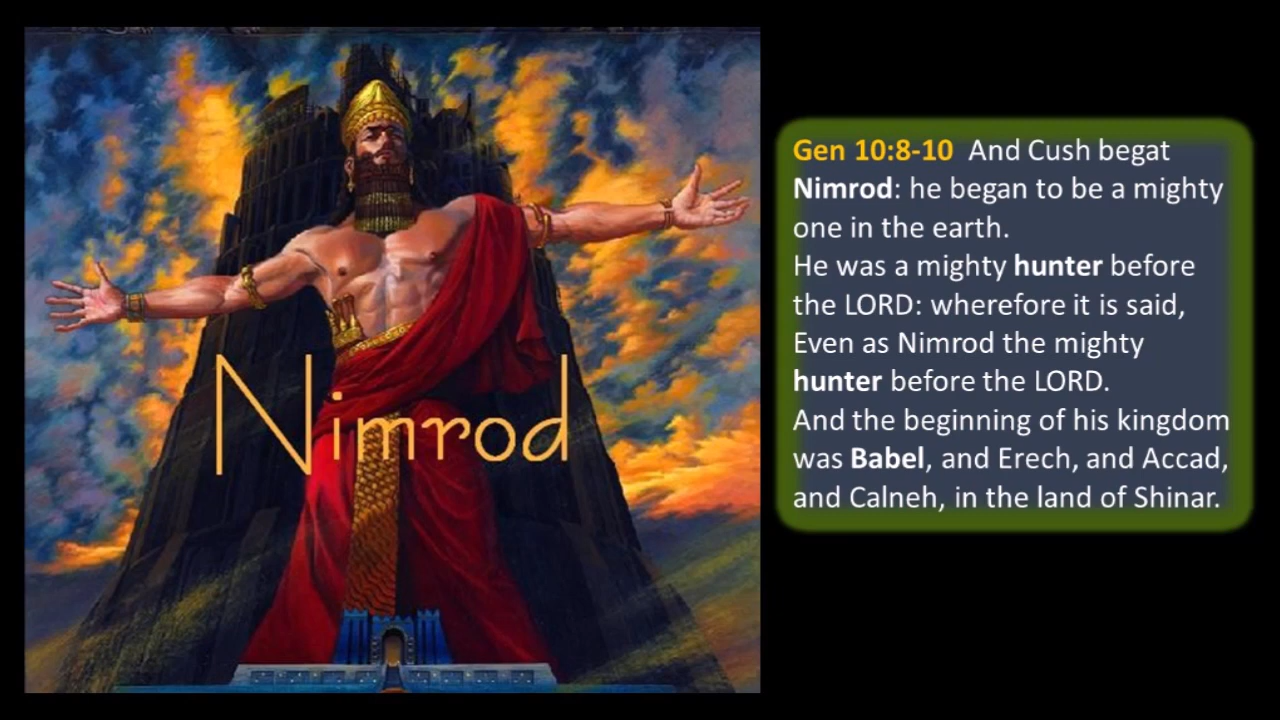 Nimrod
Gen 10:8-10 And Cush begat
Nimrod: he began to be a mighty
one in the earth.
He was a mighty hunter before
the LORD: wherefore it is said,
Even as Nimrod the mighty
hunter before the LORD.
And the beginning of his kingdom
was Babel, and Erech, and Accad,
and Calneh, in the land of Shinar.